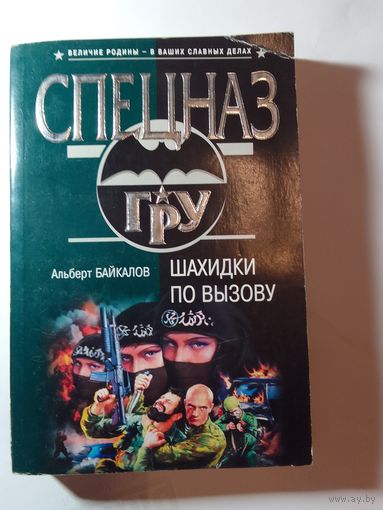 ★ ВЕЛИЧИЕ РОДИНЫ – В ВАШИХ СЛАВНЫХ ДЕЛАХ ★
СПЕЦНАЗ
ГРУ
Альберт БАЙКАЛОВ
ШАХИДКИ
ПО ВЫЗОВУ
www.ay.by